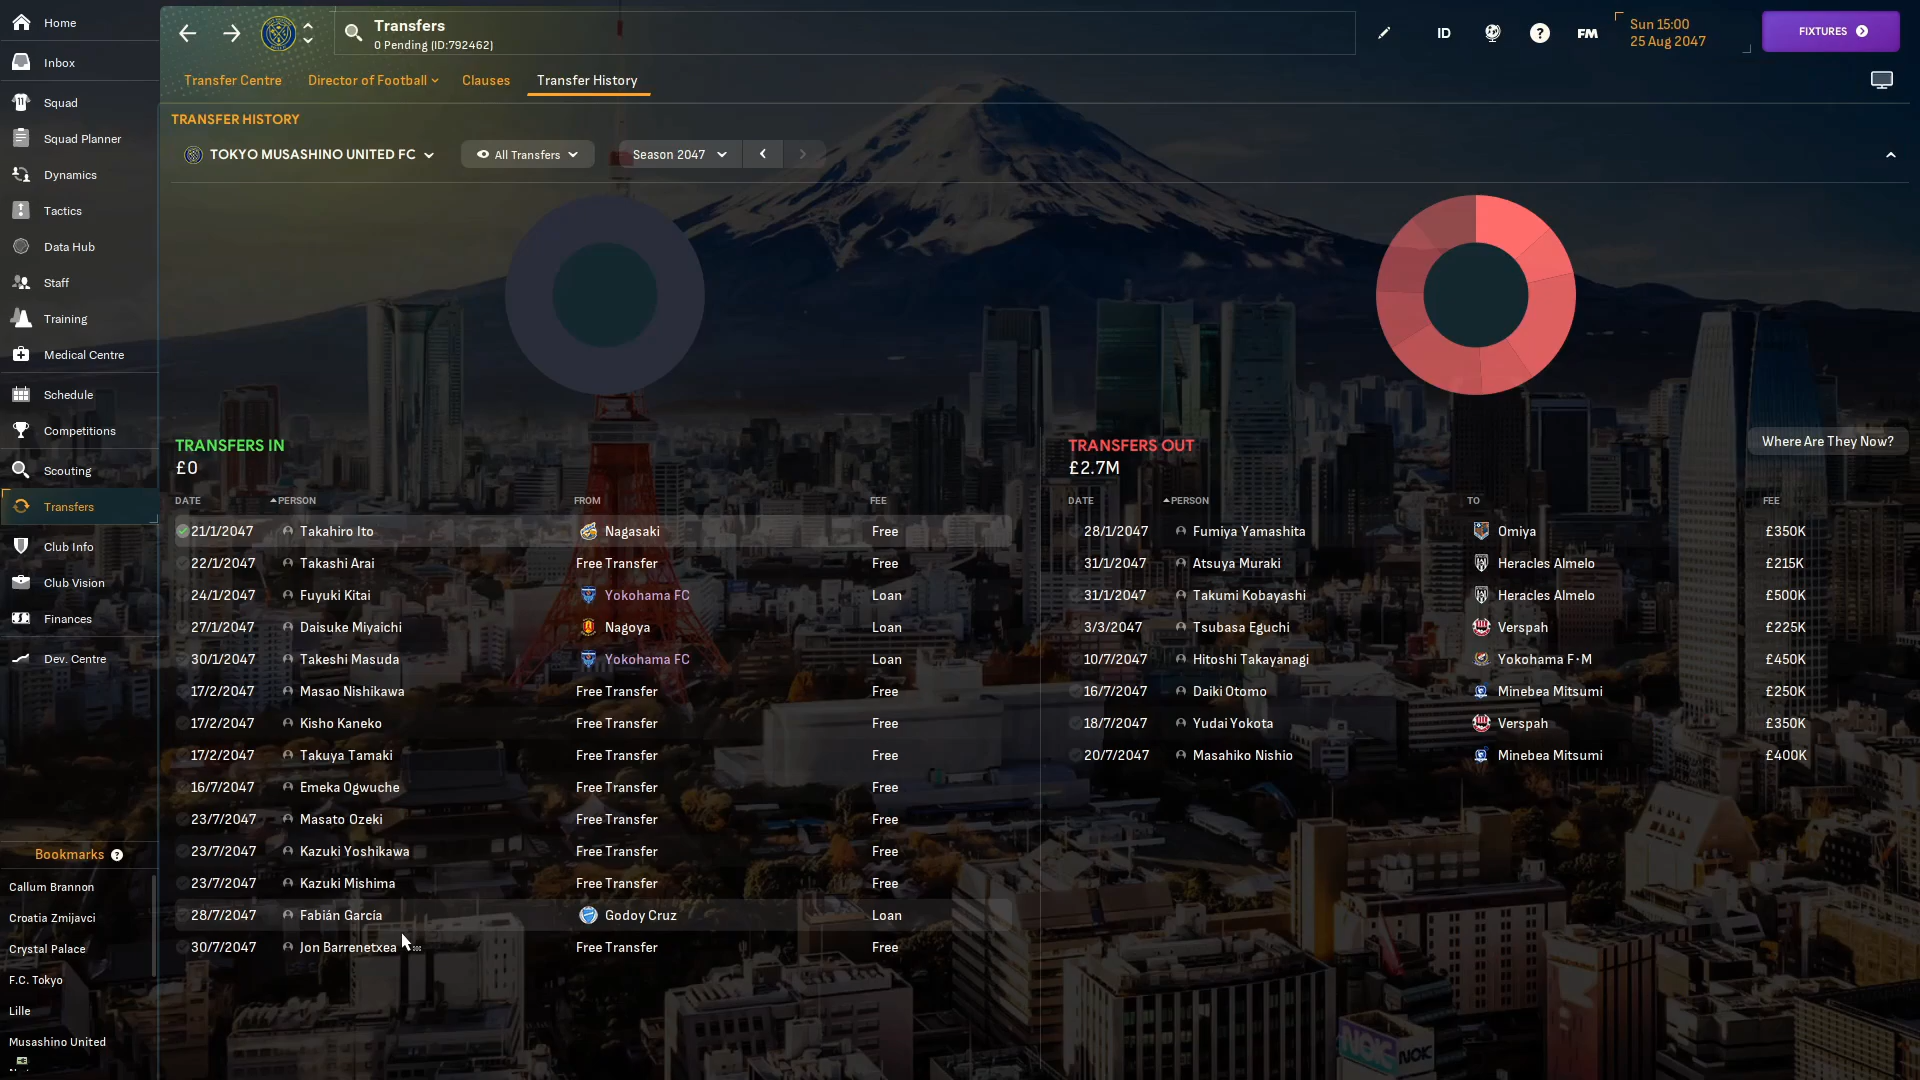 Home
Inbox
Squad
Squad Planner
Dynamics
Tactics
Data Hub
Staff
Training
Medical Centre
Schedule
Competitions
Scouting
Transfers
Club Info
Club Vision
Finances
Dev. Centre
Bookmarks ?
Callum Brannon
Croatia Zmijavci
Crystal Palace
F.C. Tokyo
Lille
Musashino United
Transfers
0 Pending (ID:792462)
ID
?
FM
Sun 15:00
25 Aug 2047
FIXTURES
Transfer Centre Director of Football Clauses Transfer History
TRANSFER HISTORY
TOKYO MUSASHINO UNITED FC All Transfers Season 2047
TRANSFERS IN
£0
DATE PERSON FROM FEE
21/1/2047 Takahiro Ito Nagasaki Free
22/1/2047 Takashi Arai Free Transfer Free
24/1/2047 Fuyuki Kitai Yokohama FC Loan
27/1/2047 Daisuke Miyaichi Nagoya Loan
30/1/2047 Takeshi Masuda Yokohama FC Loan
17/2/2047 Masao Nishikawa Free Transfer Free
17/2/2047 Kisho Kaneko Free Transfer Free
17/2/2047 Takuya Tamaki Free Transfer Free
16/7/2047 Emeka Ogwuche Free Transfer Free
23/7/2047 Masato Ozeki Free Transfer Free
23/7/2047 Kazuki Yoshikawa Free Transfer Free
23/7/2047 Kazuki Mishima Free Transfer Free
28/7/2047 Fabián García Godoy Cruz Loan
30/7/2047 Jon Barrenetxea Free Transfer Free
TRANSFERS OUT
£2.7M
Where Are They Now?
DATE PERSON TO FEE
28/1/2047 Fumiya Yamashita Omiya £350K
31/1/2047 Atsuya Muraki Heracles Almelo £215K
31/1/2047 Takumi Kobayashi Heracles Almelo £500K
3/3/2047 Tsubasa Eguchi Verspah £225K
10/7/2047 Hitoshi Takayanagi Yokohama F·M £450K
16/7/2047 Daiki Otomo Minebea Mitsumi £250K
18/7/2047 Yudai Yokota Verspah £350K
20/7/2047 Masahiko Nishio Minebea Mitsumi £400K
NOK NOK